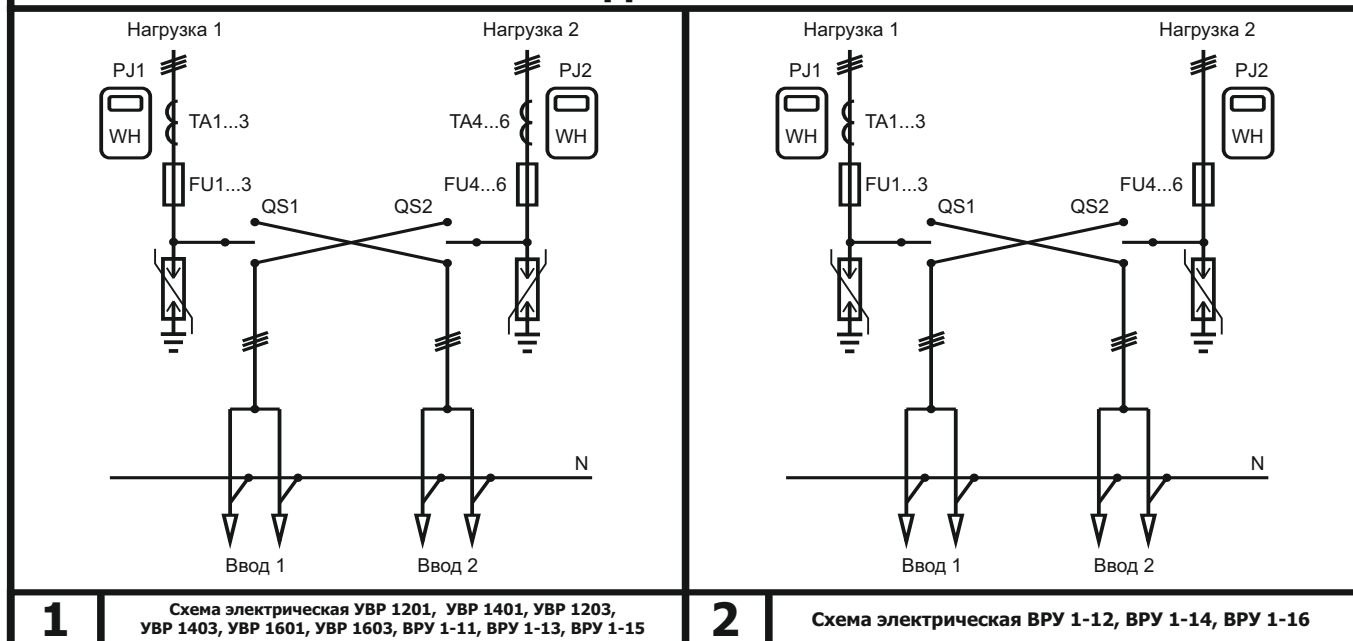 Нагрузка 1
Нагрузка 2
PJ1
PJ2
WH
TA1...3
TA4...6
WH
FU1...3
FU4...6
QS1
QS2
N
Ввод 1
Ввод 2
1
Схема электрическая УВР 1201, УВР 1401, УВР 1203,
УВР 1403, УВР 1601, УВР 1603, ВРУ 1-11, ВРУ 1-13, ВРУ 1-15
Нагрузка 1
Нагрузка 2
PJ1
PJ2
WH
TA1...3
WH
FU1...3
FU4...6
QS1
QS2
N
Ввод 1
Ввод 2
2
Схема электрическая ВРУ 1-12, ВРУ 1-14, ВРУ 1-16